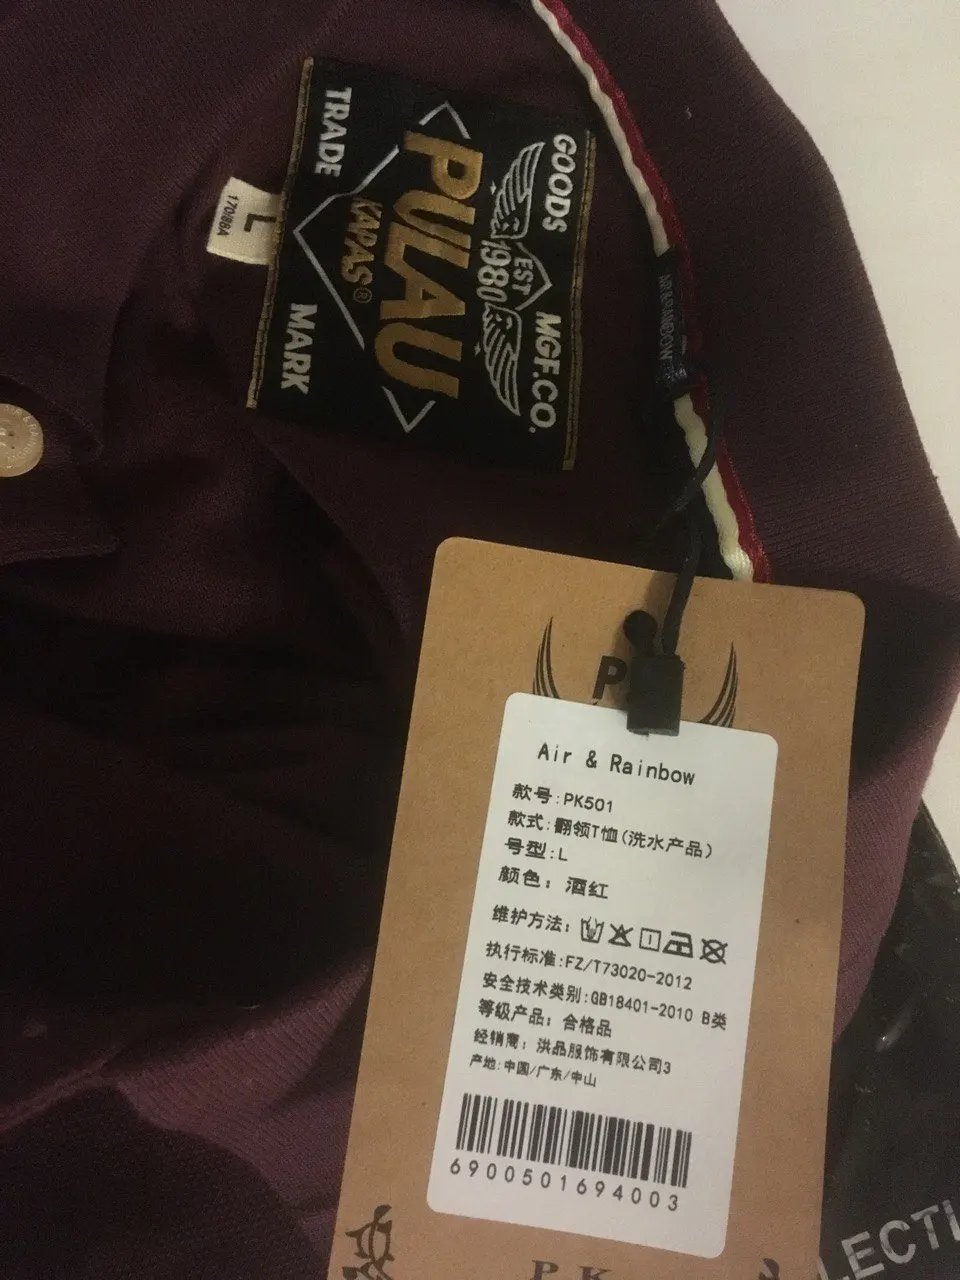 GOODS MGF.CO.
EST
1980
PULAU
KAPAS®
TRADE MARK
L
170/88A
P
Air & Rainbow
款号:PK501
款式:翻领T恤(洗水产品)
号型:L
颜色: 酒红
维护方法:
执行标准:FZ/T73020-2012
安全技术类别:GB18401-2010 B类
等级产品: 合格品
经销商: 洪品服饰有限公司3
产地:中国/广东/中山
6900501694003
PK
LECTI